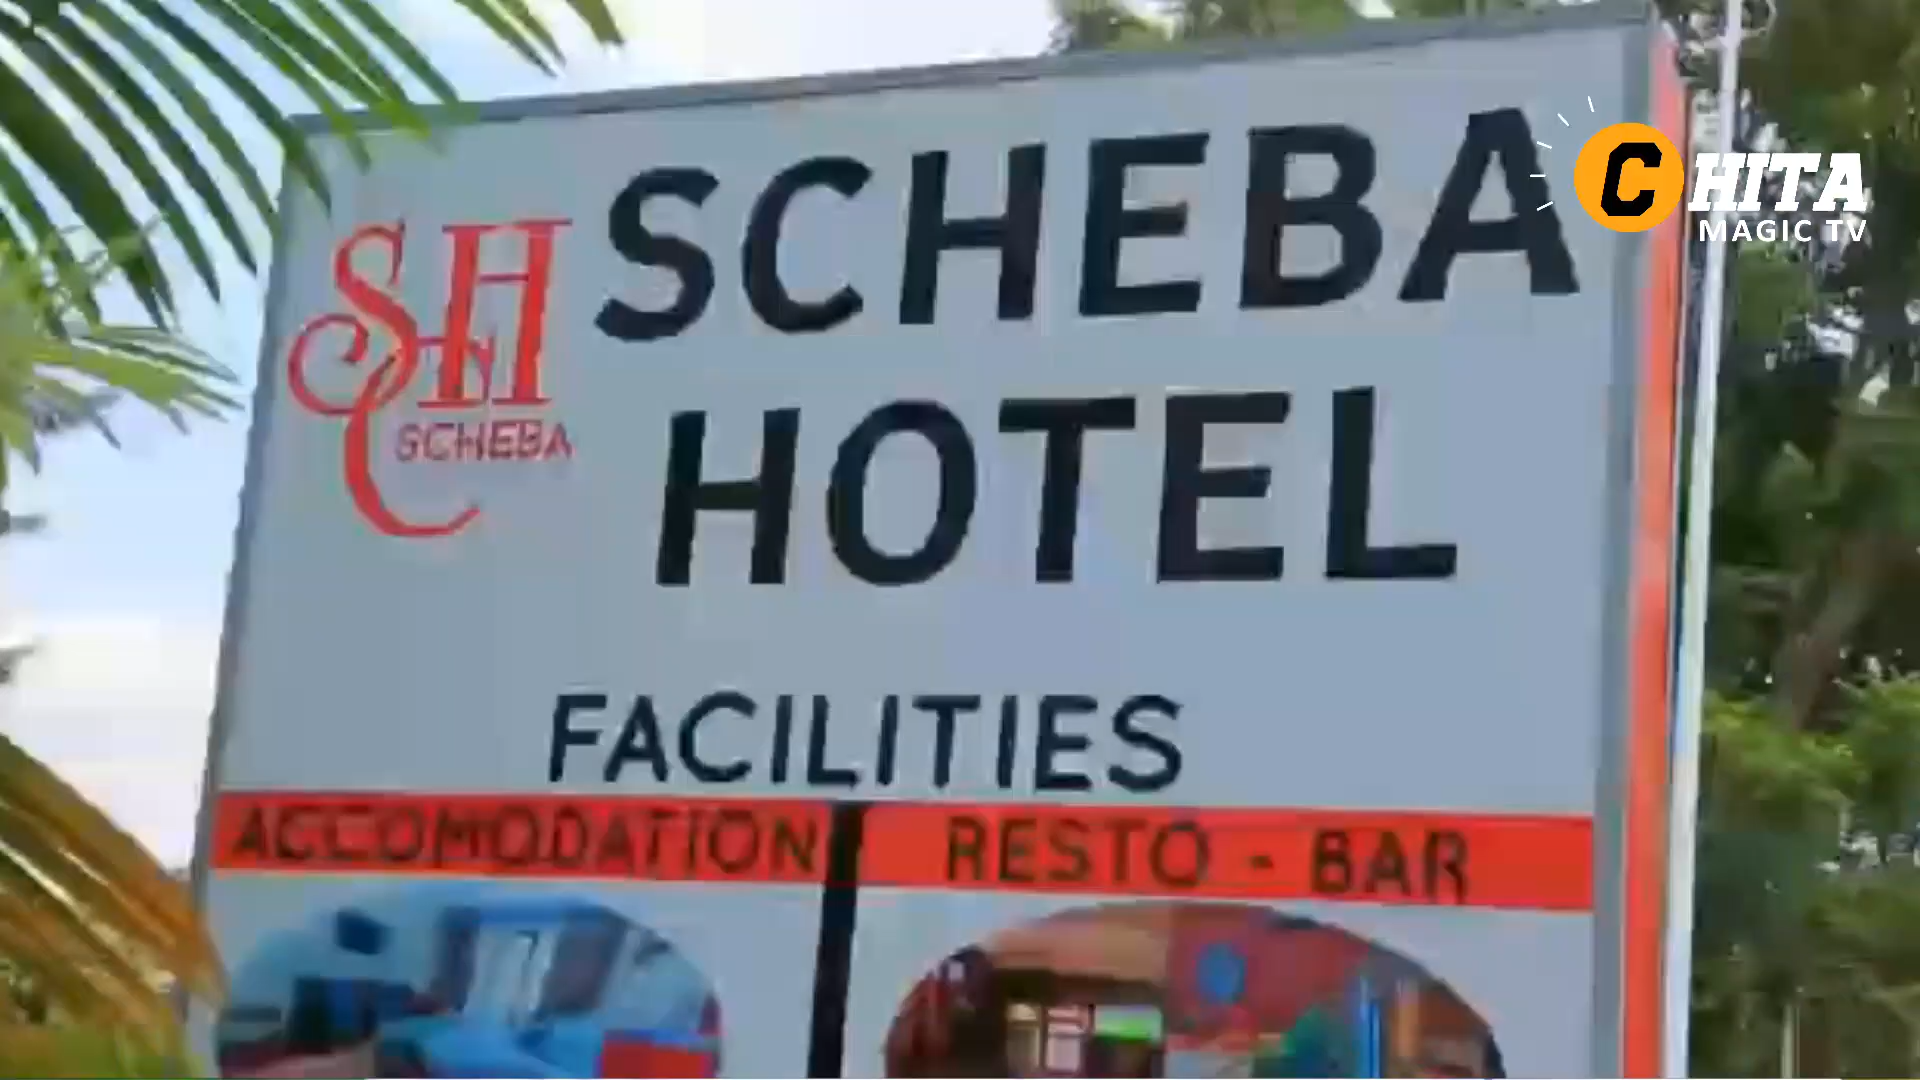 SCHEBA
HOTEL
SH
C
SCHEBA
FACILITIES
ACCOMODATION
RESTO - BAR
CHITA
MAGIC TV